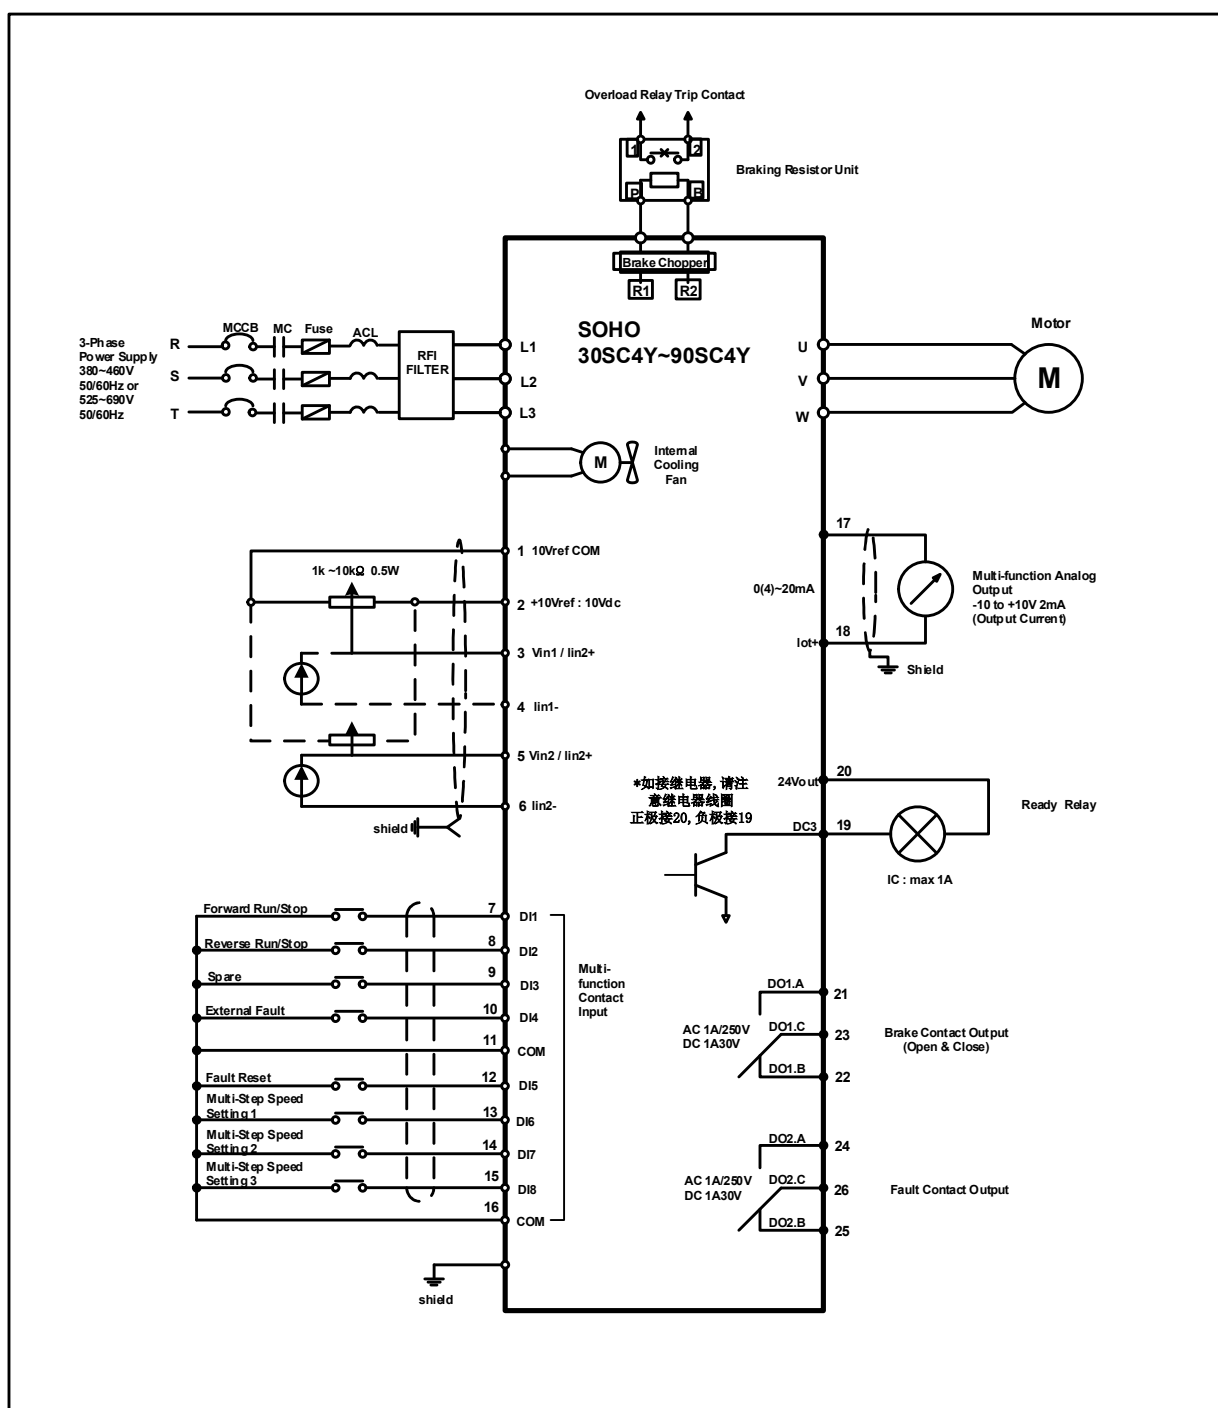 Overload Relay Trip Contact
1
2
Braking Resistor Unit
P
B
Brake Chopper
R1
R2
SOHO
30SC4Y~90SC4Y
3-Phase
Power Supply
380~460V
50/60Hz or
525~690V
50/60Hz
R
S
T
MCCB
MC
Fuse
ACL
RFI
FILTER
L1
L2
L3
U
V
W
Motor
M
M
Internal
Cooling
Fan
1 10Vref COM
1k ~10kΩ 0.5W
2 +10Vref : 10Vdc
3 Vin1 / Iin2+
4 Iin1-
5 Vin2 / Iin2+
6 Iin2-
shield
17
0(4)~20mA
18
Iot+
Shield
Multi-function Analog
Output
-10 to +10V 2mA
(Output Current)
*如接继电器,请注
意继电器线圈
正极接20,负极接19
24Vout
20
DC3
19
Ready Relay
IC : max 1A
Forward Run/Stop
7
DI1
Reverse Run/Stop
8
DI2
Spare
9
DI3
External Fault
10
DI4
11
COM
Fault Reset
12
DI5
Multi-Step Speed
Setting 1
13
DI6
Multi-Step Speed
Setting 2
14
DI7
Multi-Step Speed
Setting 3
15
DI8
16
COM
Multi-
function
Contact
Input
DO1.A
21
AC 1A/250V
DC 1A30V
DO1.C
23
DO1.B
22
Brake Contact Output
(Open & Close)
DO2.A
24
AC 1A/250V
DC 1A30V
DO2.C
26
DO2.B
25
Fault Contact Output
shield